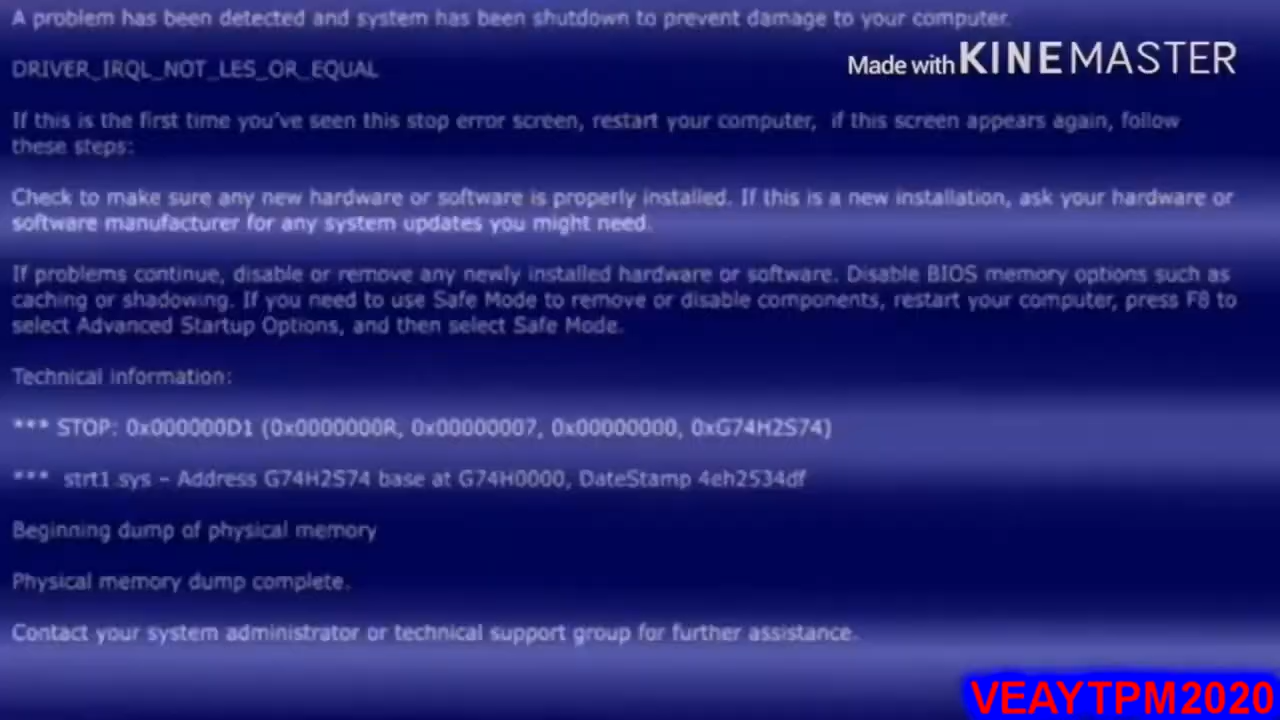 A problem has been detected and system has been shutdown to prevent damage to your computer.
Made with KINEMASTER
DRIVER_IRQL_NOT_LES_OR_EQUAL
If this is the first time you've seen this stop error screen, restart your computer, if this screen appears again, follow
these steps:
Check to make sure any new hardware or software is properly installed. If this is a new installation, ask your hardware or
software manufacturer for any system updates you might need.
If problems continue, disable or remove any newly installed hardware or software. Disable BIOS memory options such as
caching or shadowing. If you need to use Safe Mode to remove or disable components, restart your computer, press F8 to
select Advanced Startup Options, and then select Safe Mode.
Technical information:
*** STOP: 0x000000D1 (0x0000000R, 0x00000007, 0x00000000, 0xG74H2S74)
*** strt1.sys – Address G74H2S74 base at G74H0000, DateStamp 4eh2534df
Beginning dump of physical memory
Physical memory dump complete.
Contact your system administrator or technical support group for further assistance.
VEAYTPM2020